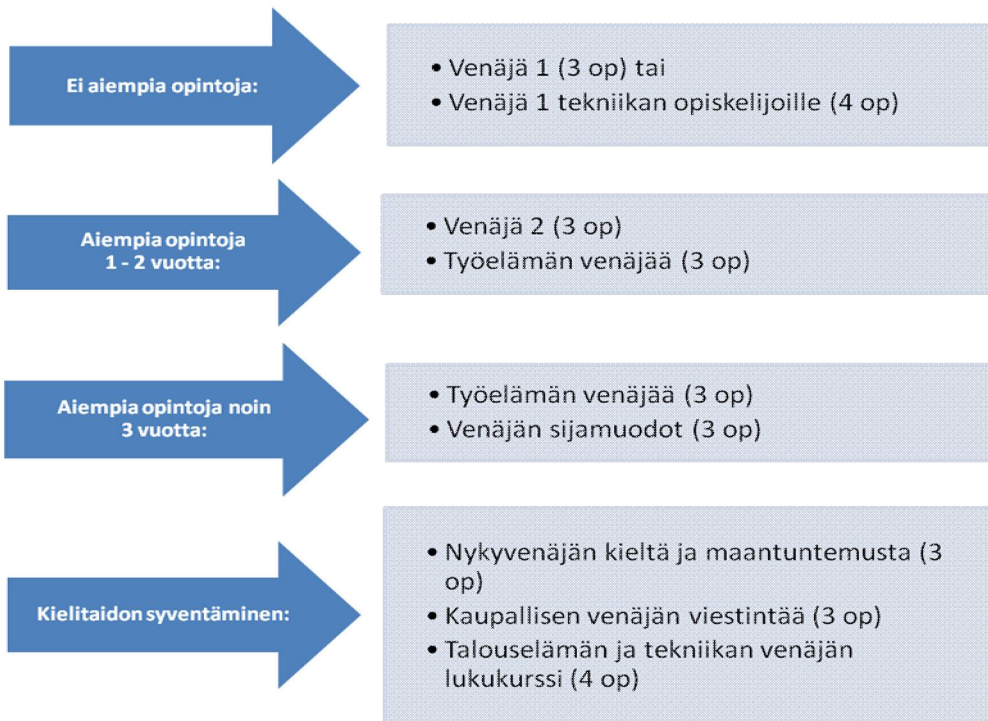 Ei aiempia opintoja:
• Venäjä 1 (3 op) tai
• Venäjä 1 tekniikan opiskelijoille (4 op)
Aiempia opintoja
1 - 2 vuotta:
• Venäjä 2 (3 op)
• Työelämän venäjää (3 op)
Aiempia opintoja noin
3 vuotta:
• Työelämän venäjää (3 op)
• Venäjän sijamuodot (3 op)
Kielitaidon syventäminen:
• Nykyvenäjän kieltä ja maantuntemusta (3
op)
• Kaupallisen venäjän viestintää (3 op)
• Talouselämän ja tekniikan venäjän
lukukurssi (4 op)